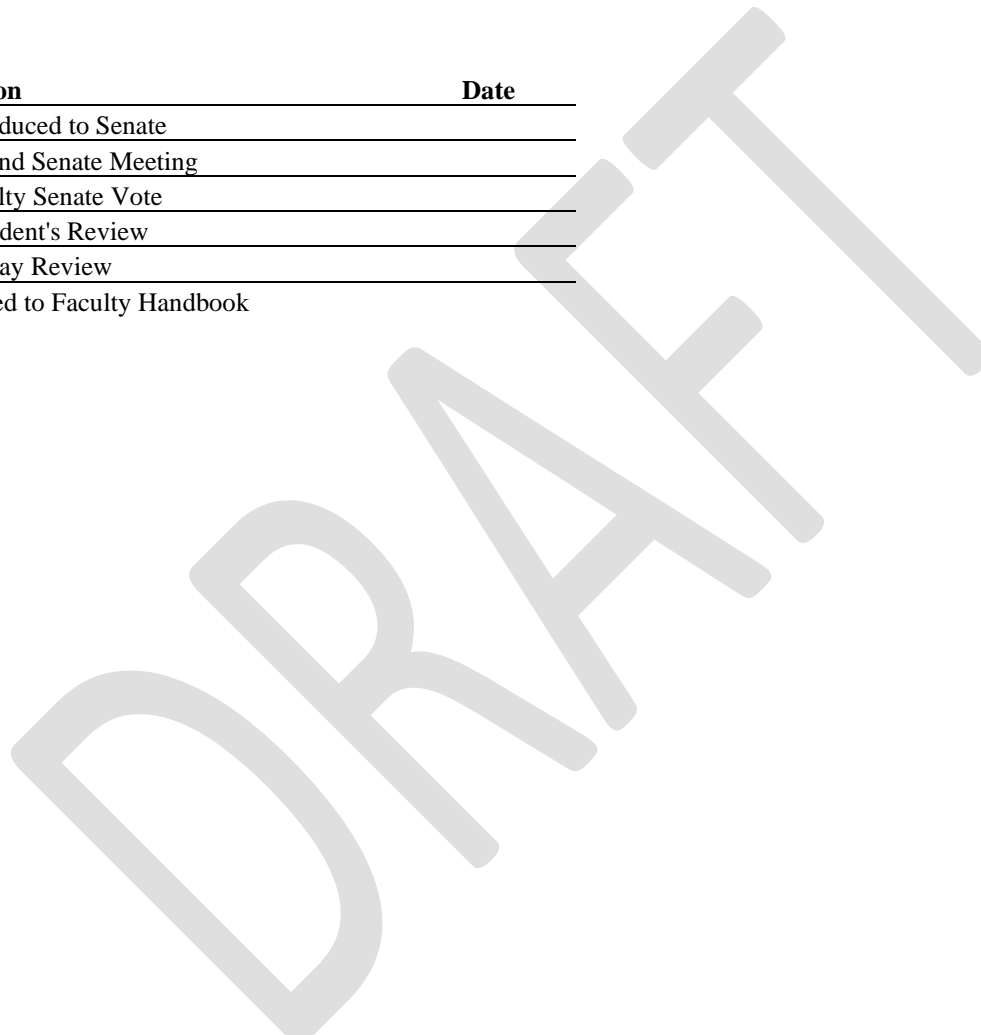 on Date
duced to Senate
nd Senate Meeting
lty Senate Vote
dent's Review
ay Review
ed to Faculty Handbook
DRAFT